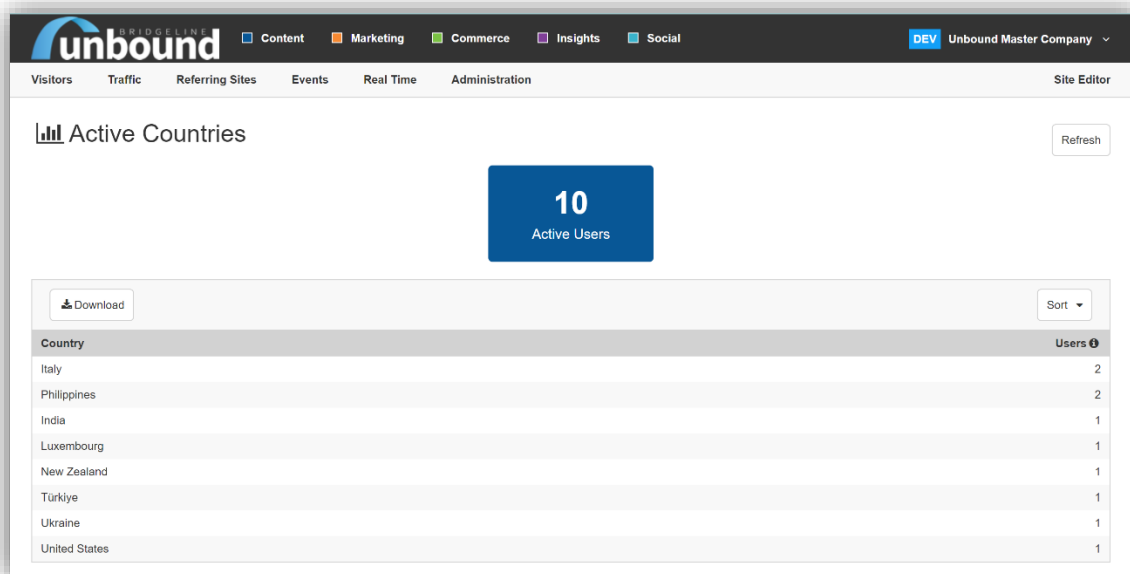 BRIDGELINE
unbound
Content Marketing Commerce Insights Social DEV Unbound Master Company
Visitors Traffic Referring Sites Events Real Time Administration Site Editor
Active Countries
Refresh
10
Active Users
Download Sort
Country Users
Italy 2
Philippines 2
India 1
Luxembourg 1
New Zealand 1
Türkiye 1
Ukraine 1
United States 1